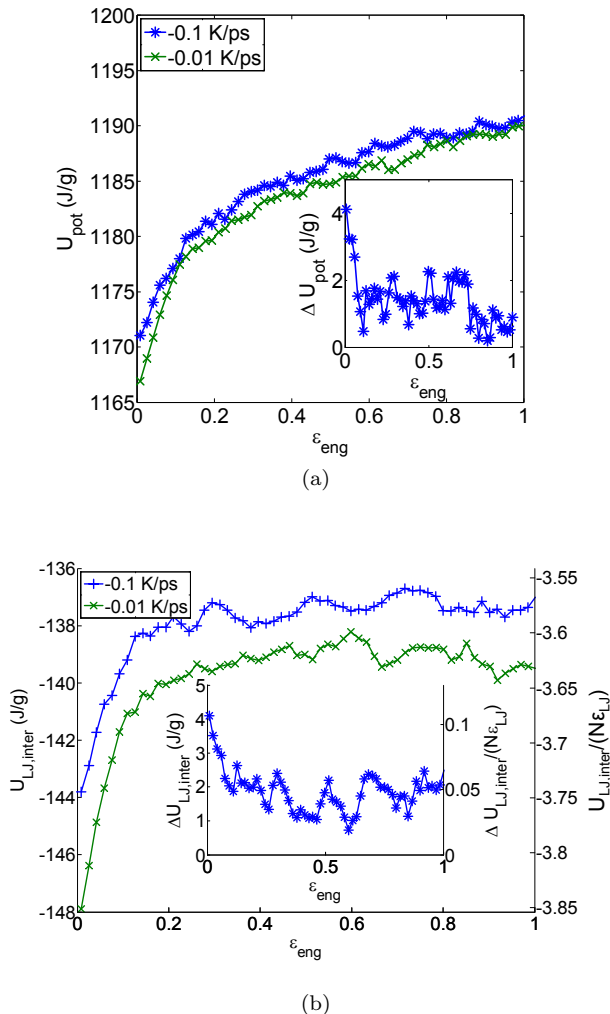 1200
1195
1190
1185
1180
1175
1170
1165
U_pot (J/g)
-0.1 K/ps
-0.01 K/ps
4
2
0
Δ U_pot (J/g)
0 0.5 1
ε_eng
0 0.2 0.4 0.6 0.8 1
ε_eng
(a)
-136
-138
-140
-142
-144
-146
-148
U_LJ,inter (J/g)
-0.1 K/ps
-0.01 K/ps
5
4
3
2
1
0
ΔU_LJ,inter (J/g)
0 0.5 1
ε_eng
0.1
0.05
0
Δ U_LJ,inter/(Nε_LJ)
-3.55
-3.6
-3.65
-3.7
-3.75
-3.8
-3.85
U_LJ,inter/(Nε_LJ)
0 0.2 0.4 0.6 0.8 1
ε_eng
(b)